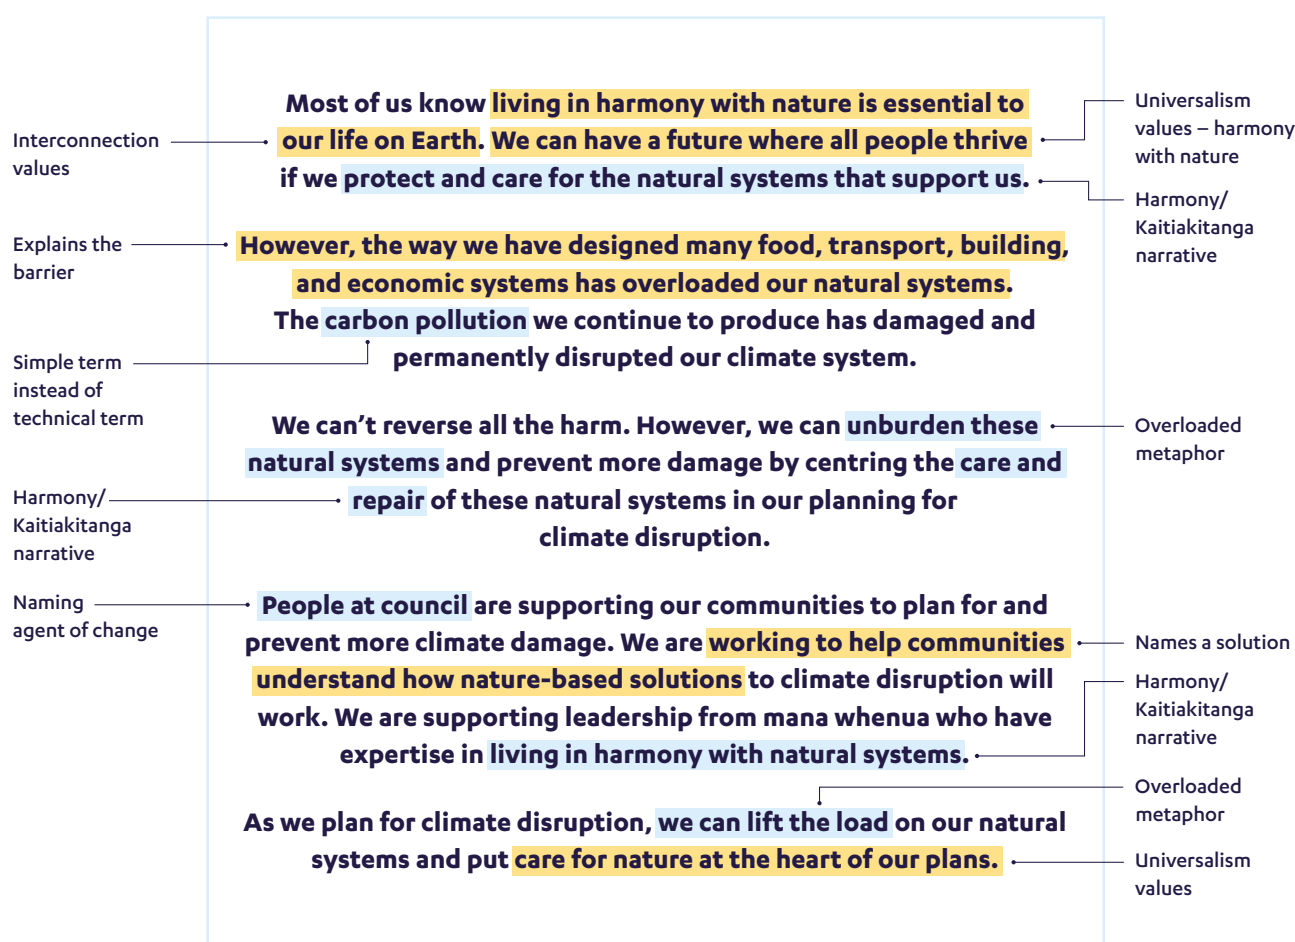 Most of us know living in harmony with nature is essential to
our life on Earth. We can have a future where all people thrive
if we protect and care for the natural systems that support us.
Interconnection
values
Universalism
values – harmony
with nature
Harmony/
Kaitiakitanga
narrative
However, the way we have designed many food, transport, building,
and economic systems has overloaded our natural systems.
The carbon pollution we continue to produce has damaged and
permanently disrupted our climate system.
Explains the
barrier
Simple term
instead of
technical term
We can’t reverse all the harm. However, we can unburden these
natural systems and prevent more damage by centring the care and
repair of these natural systems in our planning for
climate disruption.
Overloaded
metaphor
Harmony/
Kaitiakitanga
narrative
People at council are supporting our communities to plan for and
prevent more climate damage. We are working to help communities
understand how nature-based solutions to climate disruption will
work. We are supporting leadership from mana whenua who have
expertise in living in harmony with natural systems.
Naming
agent of change
Names a solution
Harmony/
Kaitiakitanga
narrative
As we plan for climate disruption, we can lift the load on our natural
systems and put care for nature at the heart of our plans.
Overloaded
metaphor
Universalism
values